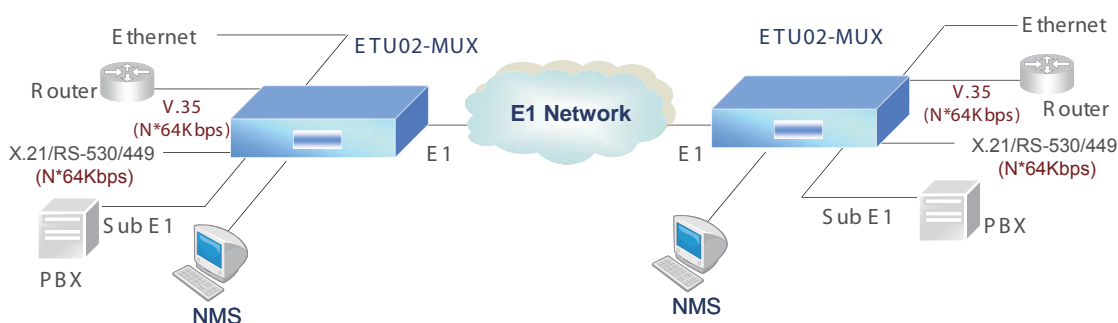 Ethernet
ETU02-MUX
Router
V.35
(N*64Kbps)
X.21/RS-530/449
(N*64Kbps)
Sub E1
PBX
NMS
E1
E1 Network
E1
ETU02-MUX
Ethernet
V.35
(N*64Kbps)
Router
X.21/RS-530/449
(N*64Kbps)
Sub E1
PBX
NMS